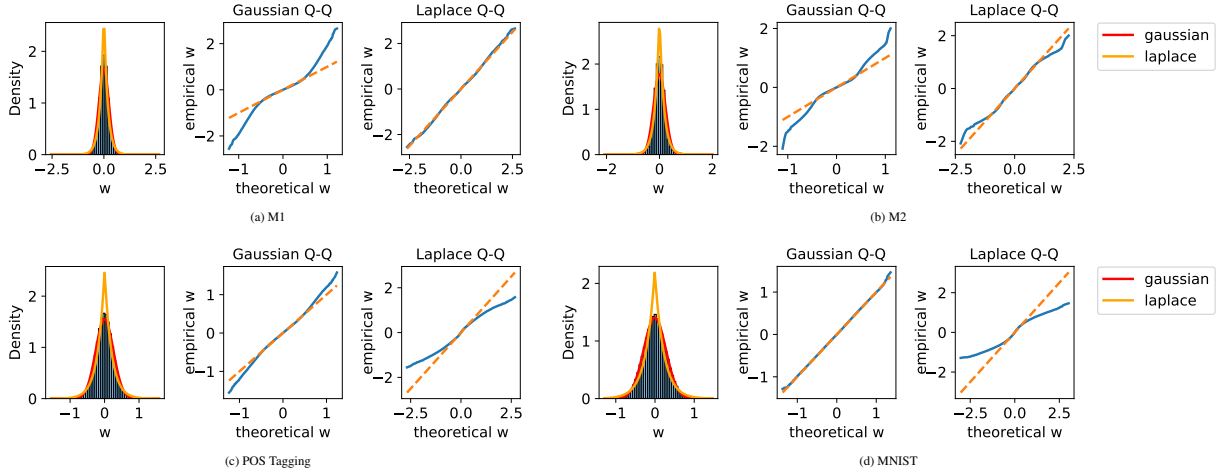 Gaussian Q-Q
Laplace Q-Q
Gaussian Q-Q
Laplace Q-Q
Density
0
1
2
−2.5
0.0
2.5
w
empirical w
−2
0
2
−1
0
1
theoretical w
empirical w
−2
0
2
−2.5
0.0
2.5
theoretical w
Density
0
1
2
−2
0
2
w
empirical w
−2
0
2
−1
0
1
theoretical w
empirical w
−2
0
2
−2.5
0.0
2.5
theoretical w
gaussian
laplace
(a) M1
(b) M2
Gaussian Q-Q
Laplace Q-Q
Gaussian Q-Q
Laplace Q-Q
Density
0
1
2
−1
0
1
w
empirical w
−1
0
1
−1
0
1
theoretical w
empirical w
−2
0
2
−2.5
0.0
2.5
theoretical w
Density
0
1
2
−1
0
1
w
empirical w
−1
0
1
−1
0
1
theoretical w
empirical w
−2
0
2
−2.5
0.0
2.5
theoretical w
gaussian
laplace
(c) POS Tagging
(d) MNIST